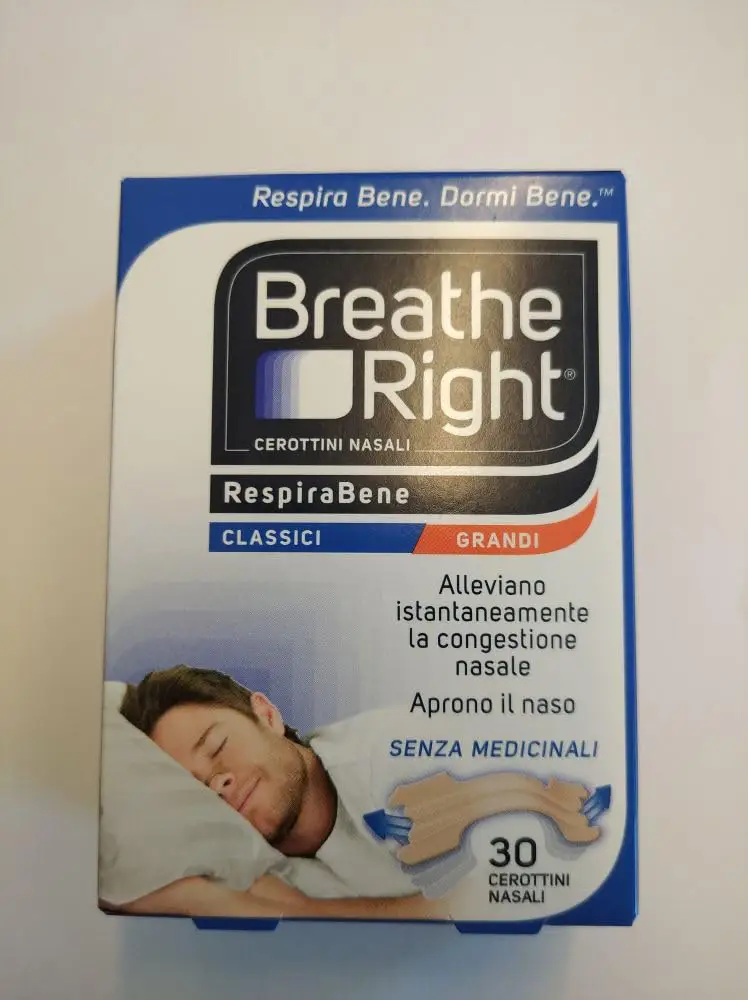 Respira Bene. Dormi Bene.™
Breathe
Right®
CEROTTINI NASALI
RespiraBene
CLASSICI GRANDI
Alleviano
istantaneamente
la congestione
nasale
Aprono il naso
SENZA MEDICINALI
30
CEROTTINI
NASALI